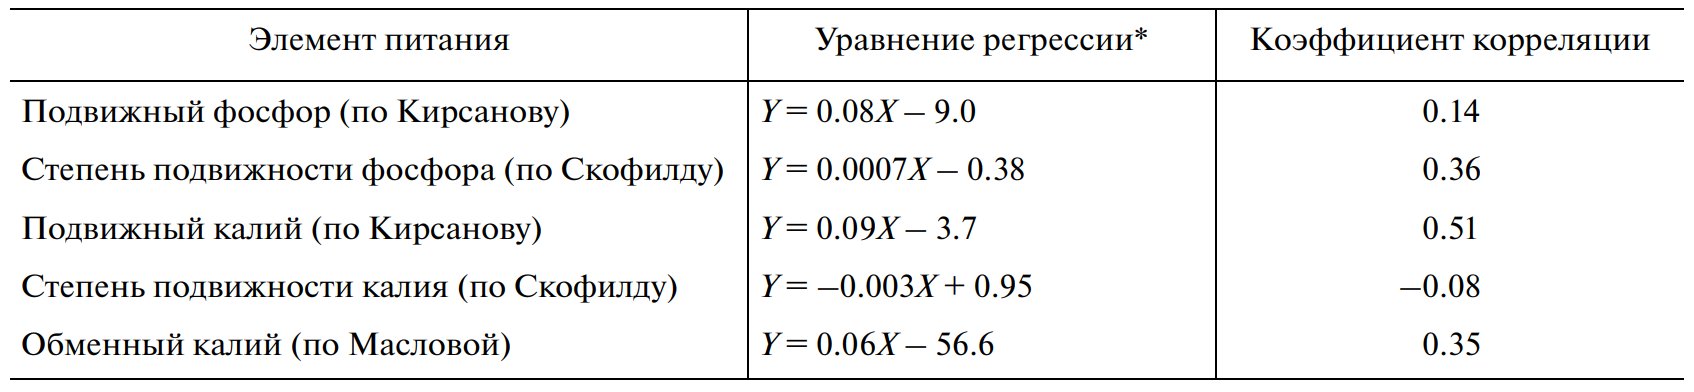 Элемент питания Уравнение регрессии* Коэффициент корреляции
Подвижный фосфор (по Кирсанову) Y = 0.08X – 9.0 0.14
Степень подвижности фосфора (по Скофилду) Y = 0.0007X – 0.38 0.36
Подвижный калий (по Кирсанову) Y = 0.09X – 3.7 0.51
Степень подвижности калия (по Скофилду) Y = –0.003X + 0.95 –0.08
Обменный калий (по Масловой) Y = 0.06X – 56.6 0.35